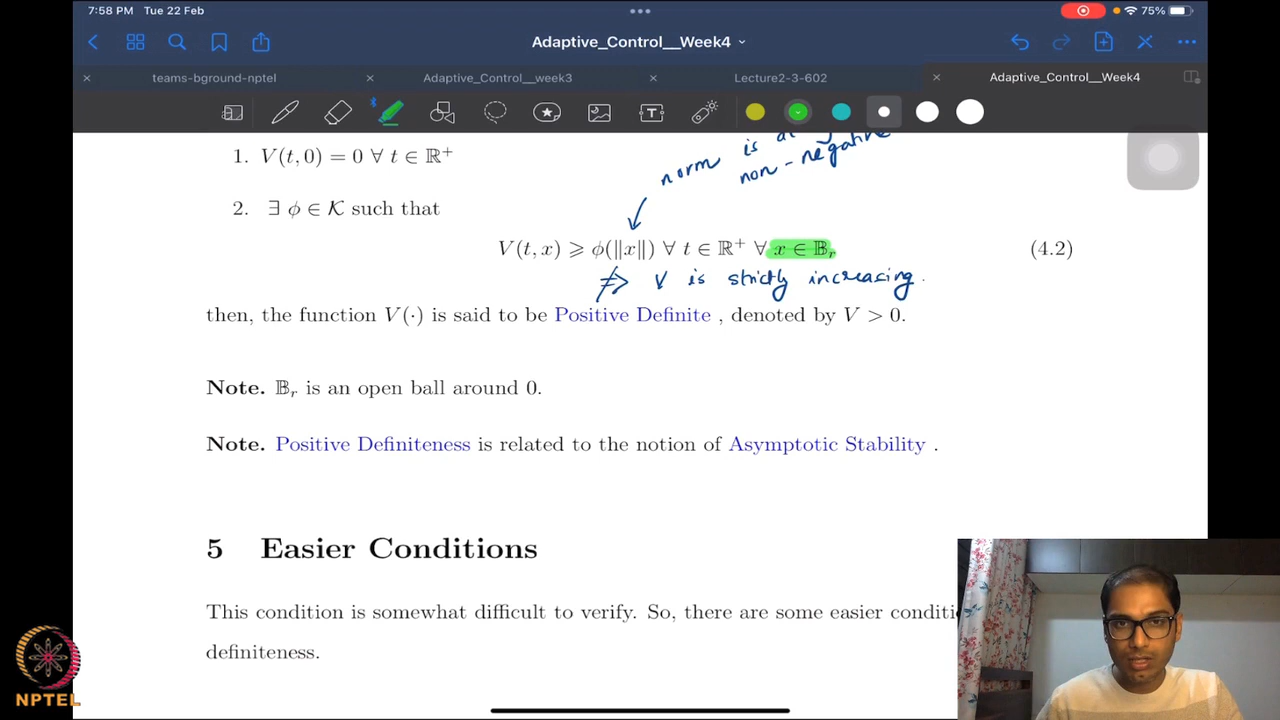 7:58 PM Tue 22 Feb
75%
Adaptive_Control__Week4
teams-bground-nptel
Adaptive_Control__week3
Lecture2-3-602
Adaptive_Control__Week4
norm is
non-negative
1. V(t, 0) = 0 ∀ t ∈ ℝ⁺
2. ∃ ϕ ∈ 𝒦 such that
V(t, x) ⩾ ϕ(‖x‖) ∀ t ∈ ℝ⁺ ∀ x ∈ 𝔹ᵣ (4.2)
⇏ V is strictly increasing.
then, the function V(·) is said to be Positive Definite , denoted by V > 0.
Note. 𝔹ᵣ is an open ball around 0.
Note. Positive Definiteness is related to the notion of Asymptotic Stability .
5 Easier Conditions
This condition is somewhat difficult to verify. So, there are some easier conditi
definiteness.
NPTEL